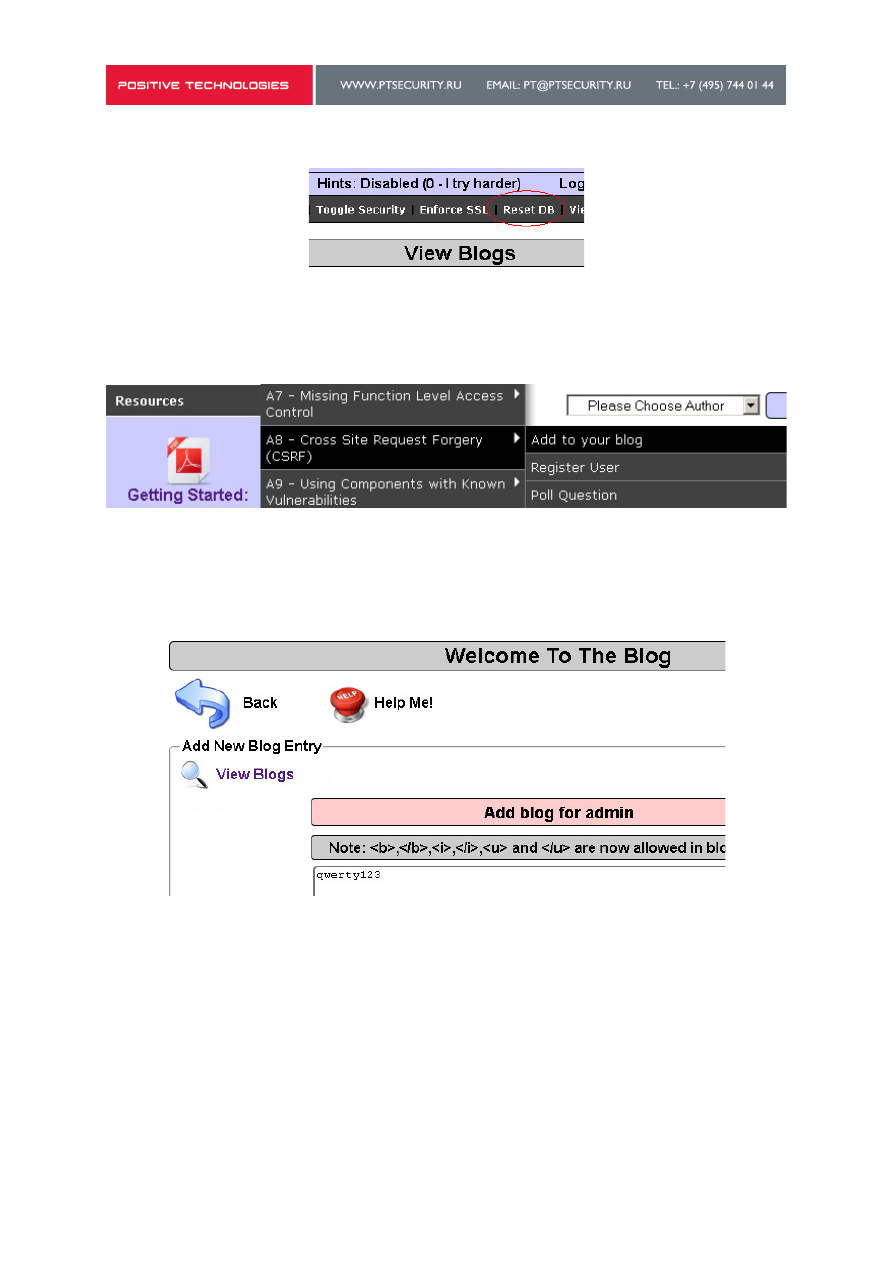 POSITIVE TECHNOLOGIES WWW.PTSECURITY.RU EMAIL: PT@PTSECURITY.RU TEL.: +7 (495) 744 01 44
Hints: Disabled (0 - I try harder) Log
Toggle Security | Enforce SSL | Reset DB | Vie
View Blogs
Resources
Getting Started:
A7 - Missing Function Level Access
Control
A8 - Cross Site Request Forgery
(CSRF)
A9 - Using Components with Known
Vulnerabilities
Please Choose Author
Add to your blog
Register User
Poll Question
Welcome To The Blog
Back
HELP
Help Me!
Add New Blog Entry
View Blogs
Add blog for admin
Note: <b>,</b>,<i>,</i>,<u> and </u> are now allowed in blo
qwerty123